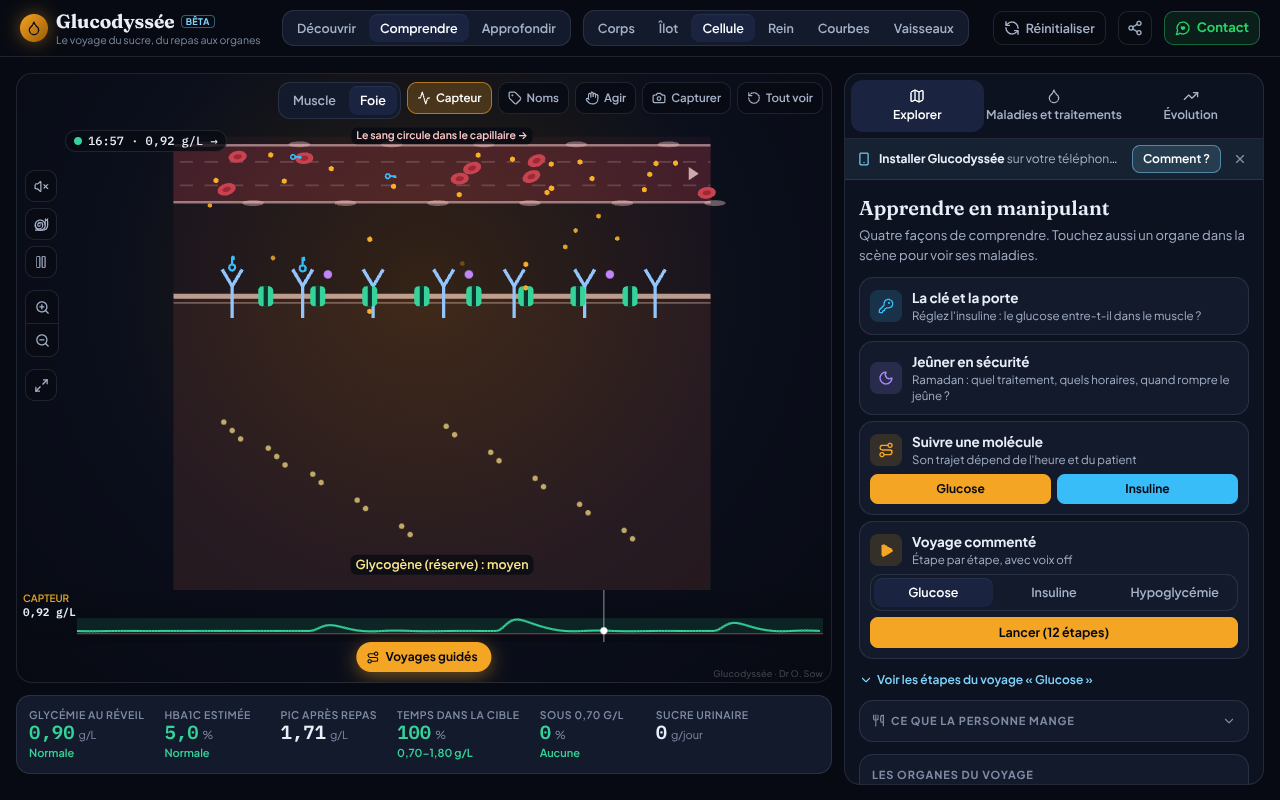 Glucodyssée BÊTA
Le voyage du sucre, du repas aux organes
Découvrir Comprendre Approfondir
Corps Îlot Cellule Rein Courbes Vaisseaux
Réinitialiser
Contact
Muscle Foie Capteur Noms Agir Capturer Tout voir
16:57 · 0,92 g/L →
Le sang circule dans le capillaire →
Glycogène (réserve) : moyen
CAPTEUR
0,92 g/L
Voyages guidés
Glucodyssée · Dr O. Sow
GLYCÉMIE AU RÉVEIL
0,90 g/L
Normale
HBA1C ESTIMÉE
5,0 %
Normale
PIC APRÈS REPAS
1,71 g/L
TEMPS DANS LA CIBLE
100 %
0,70–1,80 g/L
SOUS 0,70 G/L
0 %
Aucune
SUCRE URINAIRE
0 g/jour
Explorer
Maladies et traitements
Évolution
Installer Glucodyssée sur votre téléphon…
Comment ?
Apprendre en manipulant
Quatre façons de comprendre. Touchez aussi un organe dans la
scène pour voir ses maladies.
La clé et la porte
Réglez l'insuline : le glucose entre-t-il dans le muscle ?
Jeûner en sécurité
Ramadan : quel traitement, quels horaires, quand rompre le
jeûne ?
Suivre une molécule
Son trajet dépend de l'heure et du patient
Glucose Insuline
Voyage commenté
Étape par étape, avec voix off
Glucose Insuline Hypoglycémie
Lancer (12 étapes)
Voir les étapes du voyage « Glucose »
CE QUE LA PERSONNE MANGE
LES ORGANES DU VOYAGE